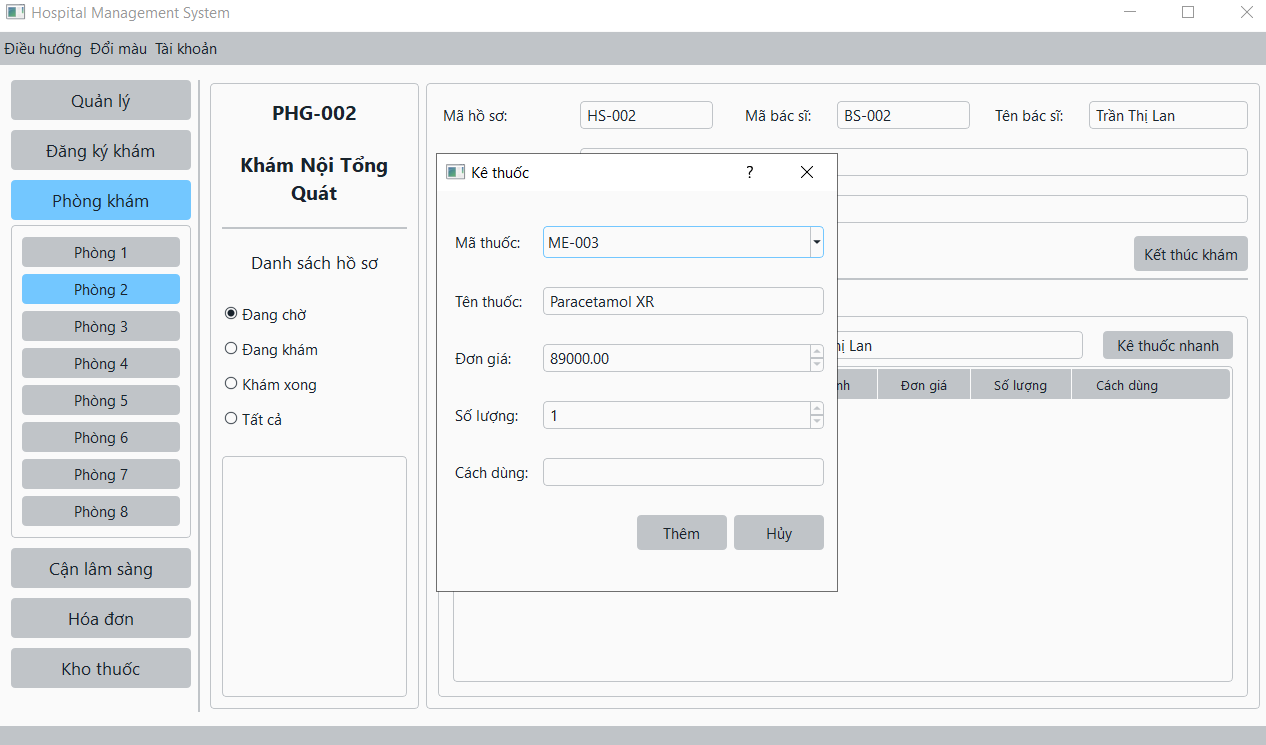 Hospital Management System
Điều hướng Đổi màu Tài khoản
Quản lý
Đăng ký khám
Phòng khám
Phòng 1
Phòng 2
Phòng 3
Phòng 4
Phòng 5
Phòng 6
Phòng 7
Phòng 8
Cận lâm sàng
Hóa đơn
Kho thuốc
PHG-002
Khám Nội Tổng
Quát
Danh sách hồ sơ
Đang chờ
Đang khám
Khám xong
Tất cả
Mã hồ sơ: HS-002 Mã bác sĩ: BS-002 Tên bác sĩ: Trần Thị Lan
Kết thúc khám
Lan Kê thuốc nhanh
Đơn giá Số lượng Cách dùng
Kê thuốc ?
Mã thuốc: ME-003
Tên thuốc: Paracetamol XR
Đơn giá: 89000.00
Số lượng: 1
Cách dùng:
Thêm Hủy